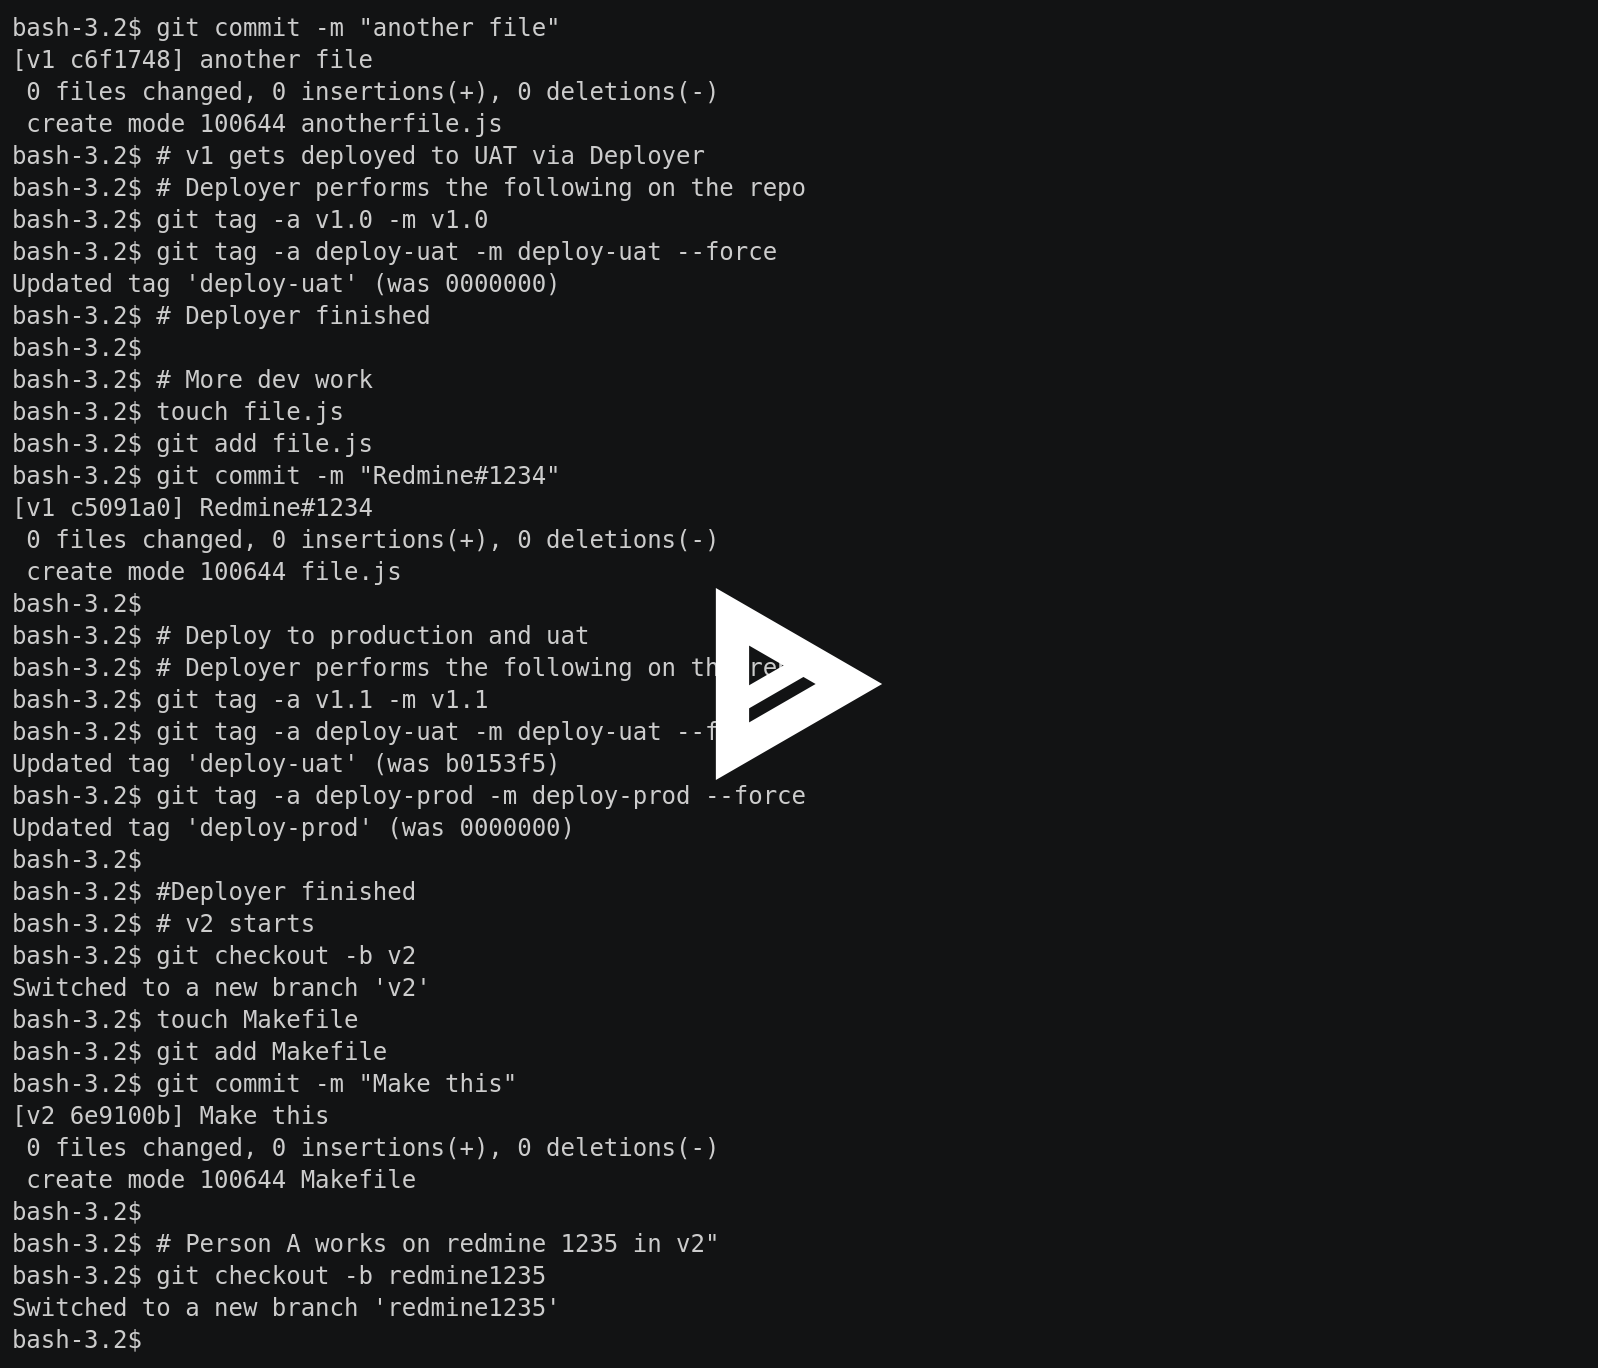 bash-3.2$ git commit -m "another file"
[v1 c6f1748] another file
 0 files changed, 0 insertions(+), 0 deletions(-)
 create mode 100644 anotherfile.js
bash-3.2$ # v1 gets deployed to UAT via Deployer
bash-3.2$ # Deployer performs the following on the repo
bash-3.2$ git tag -a v1.0 -m v1.0
bash-3.2$ git tag -a deploy-uat -m deploy-uat --force
Updated tag 'deploy-uat' (was 0000000)
bash-3.2$ # Deployer finished
bash-3.2$
bash-3.2$ # More dev work
bash-3.2$ touch file.js
bash-3.2$ git add file.js
bash-3.2$ git commit -m "Redmine#1234"
[v1 c5091a0] Redmine#1234
 0 files changed, 0 insertions(+), 0 deletions(-)
 create mode 100644 file.js
bash-3.2$
bash-3.2$ # Deploy to production and uat
bash-3.2$ # Deployer performs the following on
bash-3.2$ git tag -a v1.1 -m v1.1
bash-3.2$ git tag -a deploy-uat -m deploy-uat
Updated tag 'deploy-uat' (was b0153f5)
bash-3.2$ git tag -a deploy-prod -m deploy-prod --force
Updated tag 'deploy-prod' (was 0000000)
bash-3.2$
bash-3.2$ #Deployer finished
bash-3.2$ # v2 starts
bash-3.2$ git checkout -b v2
Switched to a new branch 'v2'
bash-3.2$ touch Makefile
bash-3.2$ git add Makefile
bash-3.2$ git commit -m "Make this"
[v2 6e9100b] Make this
 0 files changed, 0 insertions(+), 0 deletions(-)
 create mode 100644 Makefile
bash-3.2$
bash-3.2$ # Person A works on redmine 1235 in v2"
bash-3.2$ git checkout -b redmine1235
Switched to a new branch 'redmine1235'
bash-3.2$